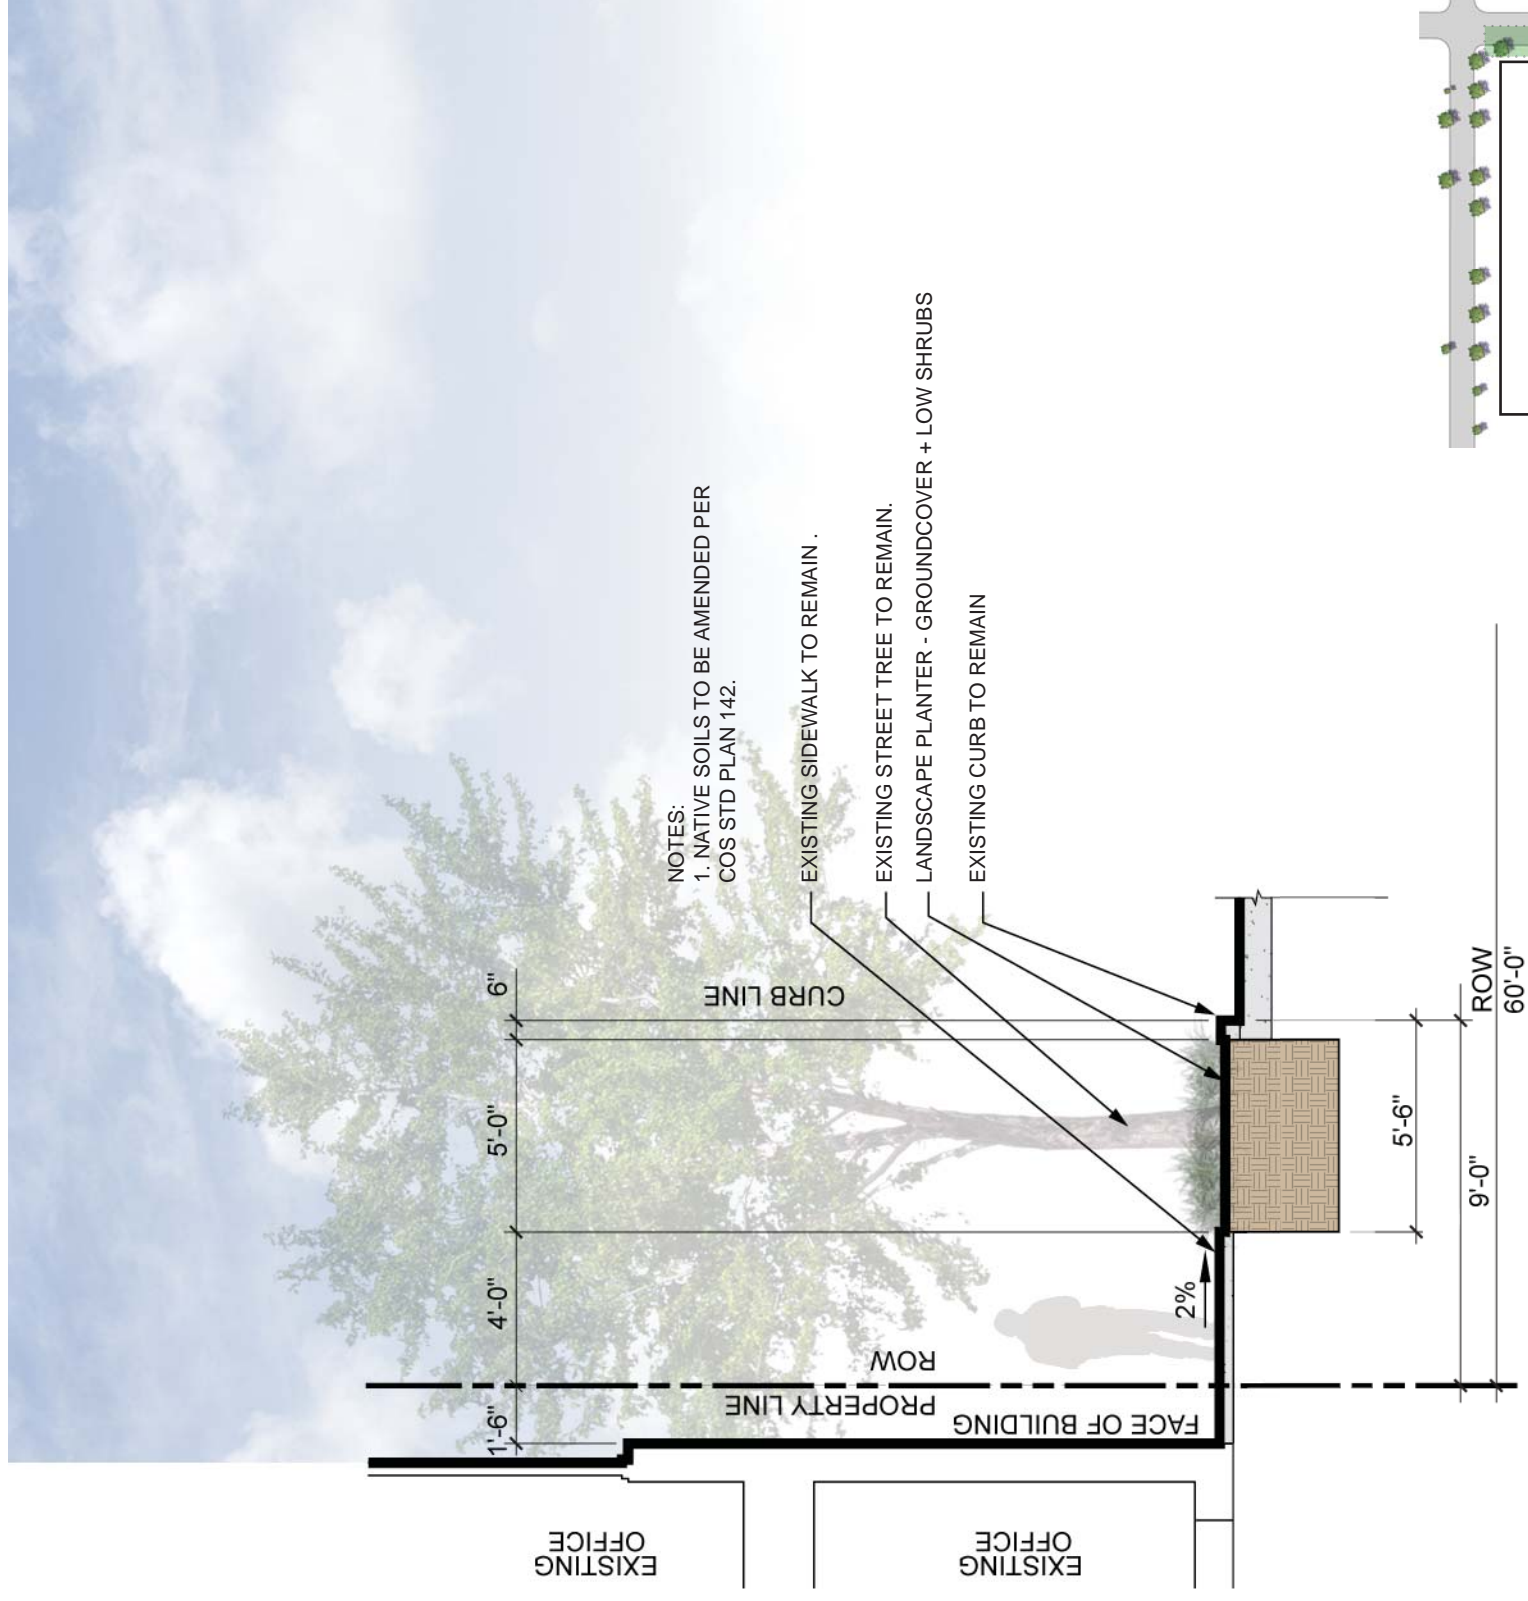 NOTES:
1. NATIVE SOILS TO BE AMENDED PER
COS STD PLAN 142.
EXISTING SIDEWALK TO REMAIN .
EXISTING STREET TREE TO REMAIN.
LANDSCAPE PLANTER - GROUNDCOVER + LOW SHRUBS
EXISTING CURB TO REMAIN
1'-6"
4'-0"
5'-0"
6"
EXISTING
OFFICE
EXISTING
OFFICE
FACE OF BUILDING
PROPERTY LINE
ROW
CURB LINE
2%
5'-6"
9'-0"
ROW
60'-0"